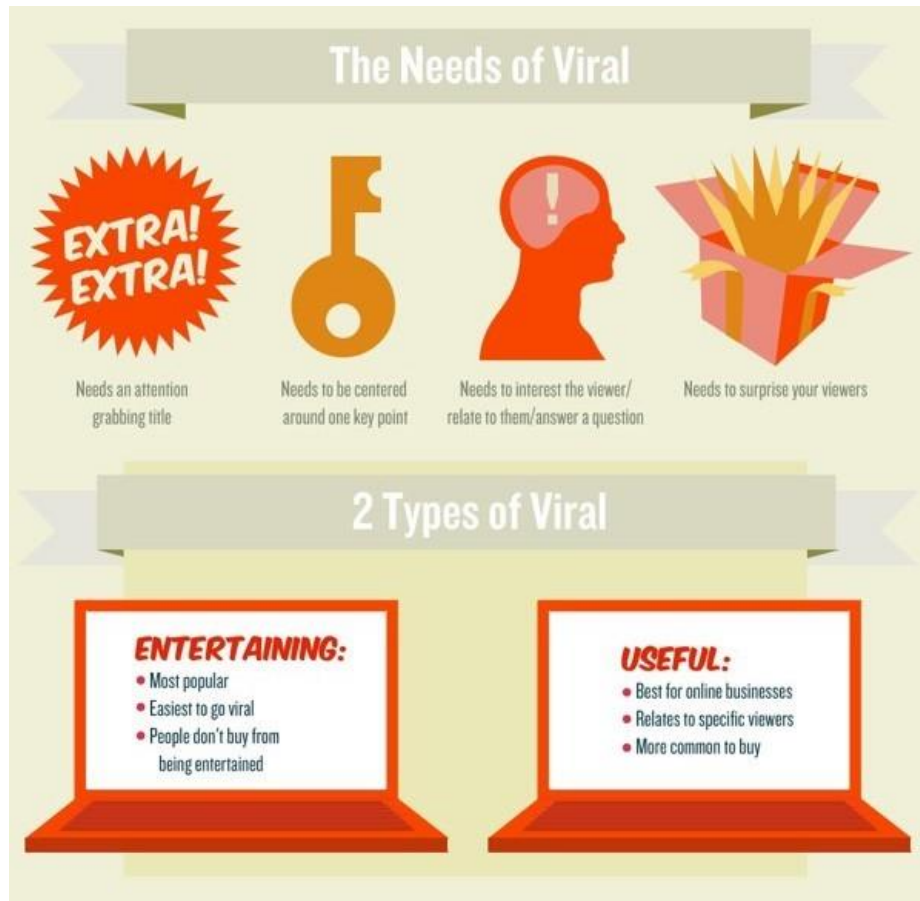 The Needs of Viral
EXTRA!
EXTRA!
Needs an attention
grabbing title
Needs to be centered
around one key point
Needs to interest the viewer/
relate to them/answer a question
Needs to surprise your viewers
2 Types of Viral
ENTERTAINING:
• Most popular
• Easiest to go viral
• People don't buy from
being entertained
USEFUL:
• Best for online businesses
• Relates to specific viewers
• More common to buy